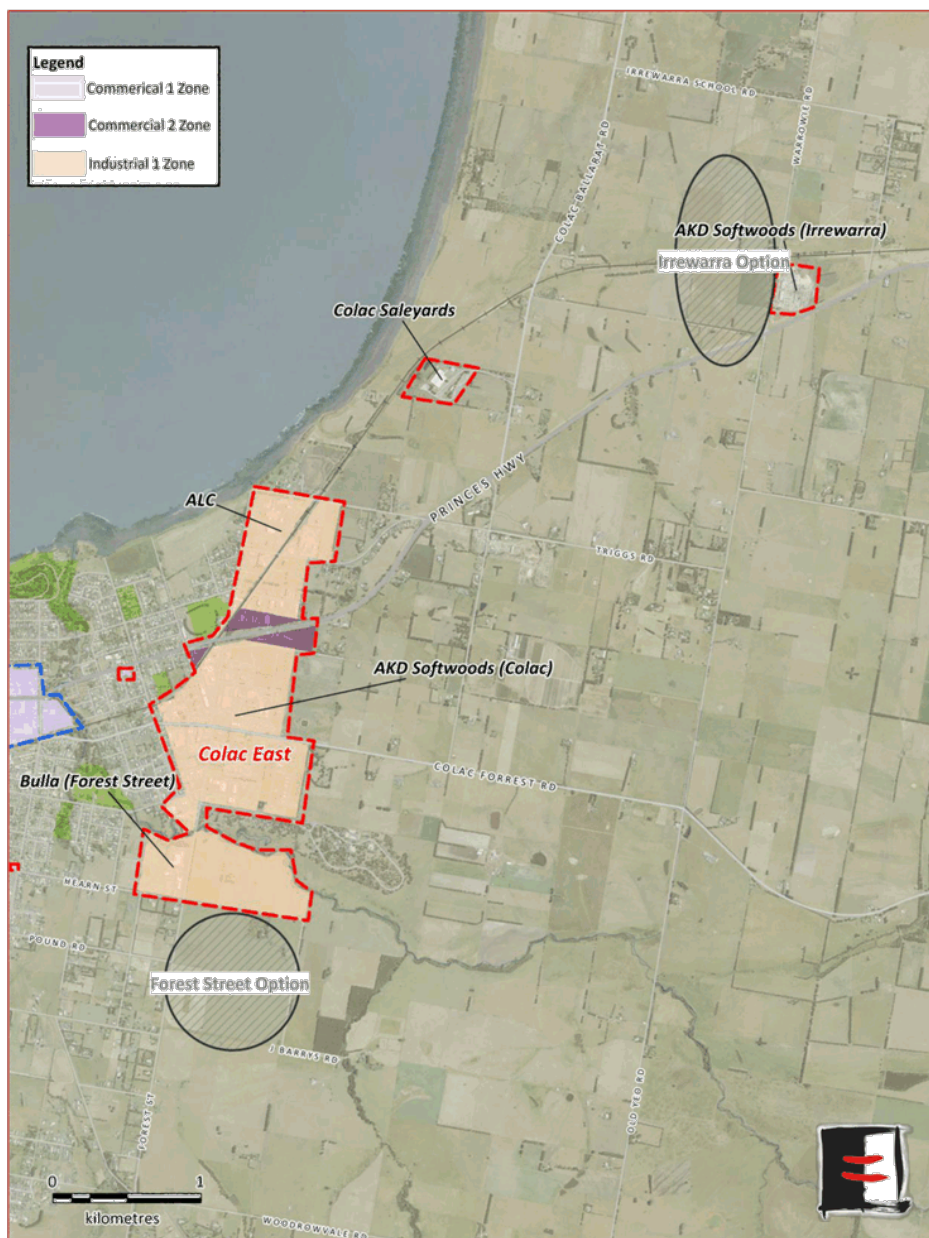 Legend
Commerical 1 Zone
Commercial 2 Zone
Industrial 1 Zone
IRREWARRA SCHOOL RD
WARROWIE RD
COLAC BALLARAT RD
AKD Softwoods (Irrewarra)
Irrewarra Option
Colac Saleyards
PRINCES HWY
ALC
TRIGGS RD
AKD Softwoods (Colac)
Colac East
COLAC FORREST RD
Bulla (Forest Street)
HEARN ST
POUND RD
Forest Street Option
J BARRYS RD
FOREST ST
OLD YEO RD
0 1
kilometres
WOODROWVALE RD